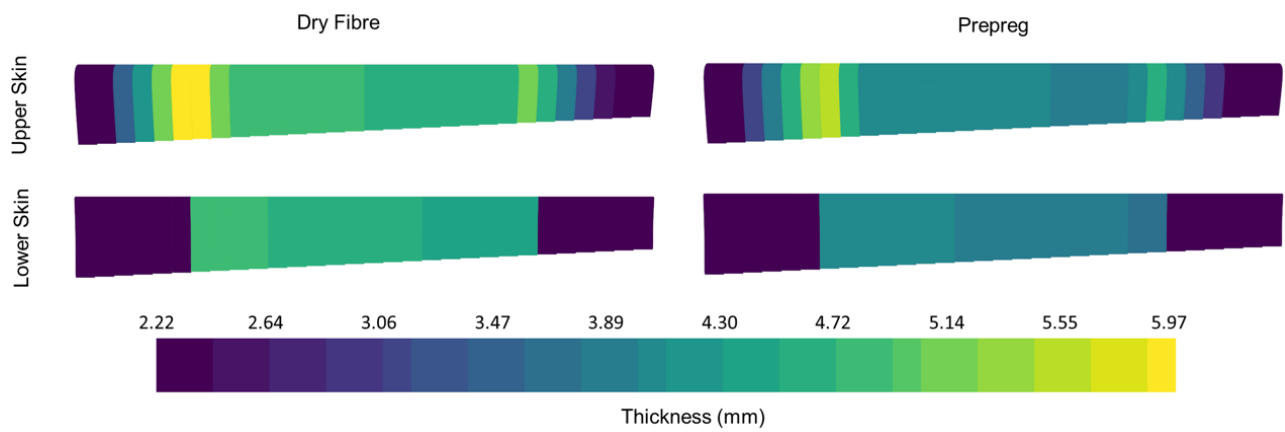 Dry Fibre
Prepreg
Upper Skin
Lower Skin
2.22 2.64 3.06 3.47 3.89 4.30 4.72 5.14 5.55 5.97
Thickness (mm)